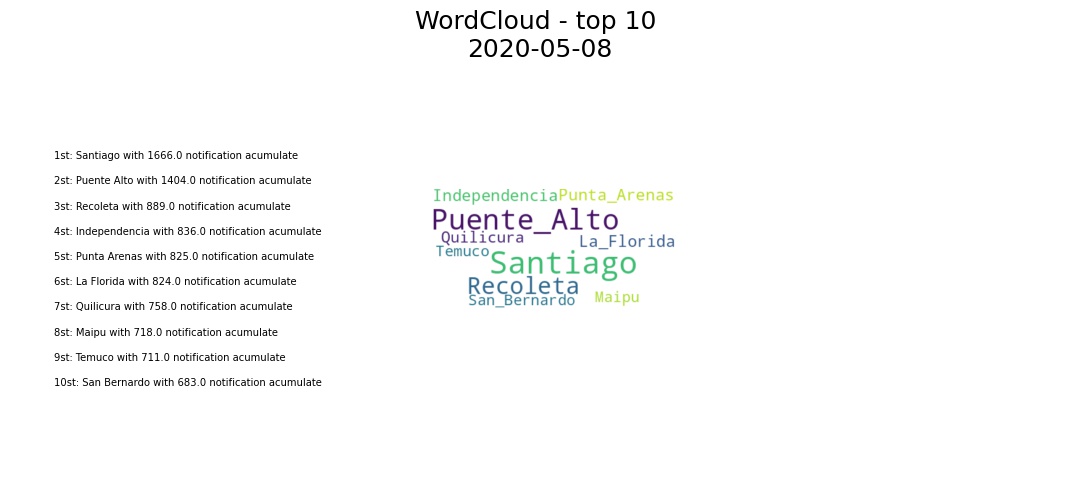 WordCloud - top 10
2020-05-08
1st: Santiago with 1666.0 notification acumulate
2st: Puente Alto with 1404.0 notification acumulate
3st: Recoleta with 889.0 notification acumulate
4st: Independencia with 836.0 notification acumulate
5st: Punta Arenas with 825.0 notification acumulate
6st: La Florida with 824.0 notification acumulate
7st: Quilicura with 758.0 notification acumulate
8st: Maipu with 718.0 notification acumulate
9st: Temuco with 711.0 notification acumulate
10st: San Bernardo with 683.0 notification acumulate
Independencia Punta_Arenas
Puente_Alto
Quilicura La_Florida
Temuco
Santiago
Recoleta
San_Bernardo Maipu